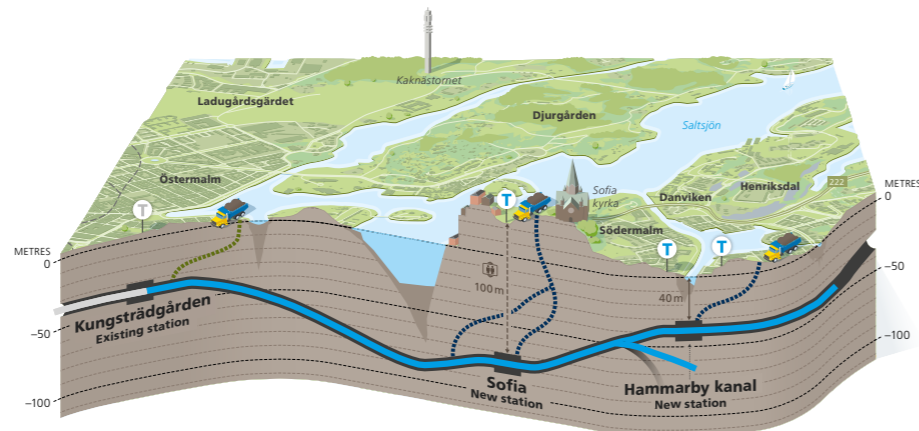 Kaknästornet
Ladugårdsgärdet
Djurgården
Saltsjön
Östermalm
Sofia
kyrka
Danviken
Henriksdal
222
METRES
0
T
T
Södermalm
T
T
METRES
0
100 m
40 m
−50
−50
−100
−100
Kungsträdgården
Existing station
Sofia
New station
Hammarby kanal
New station